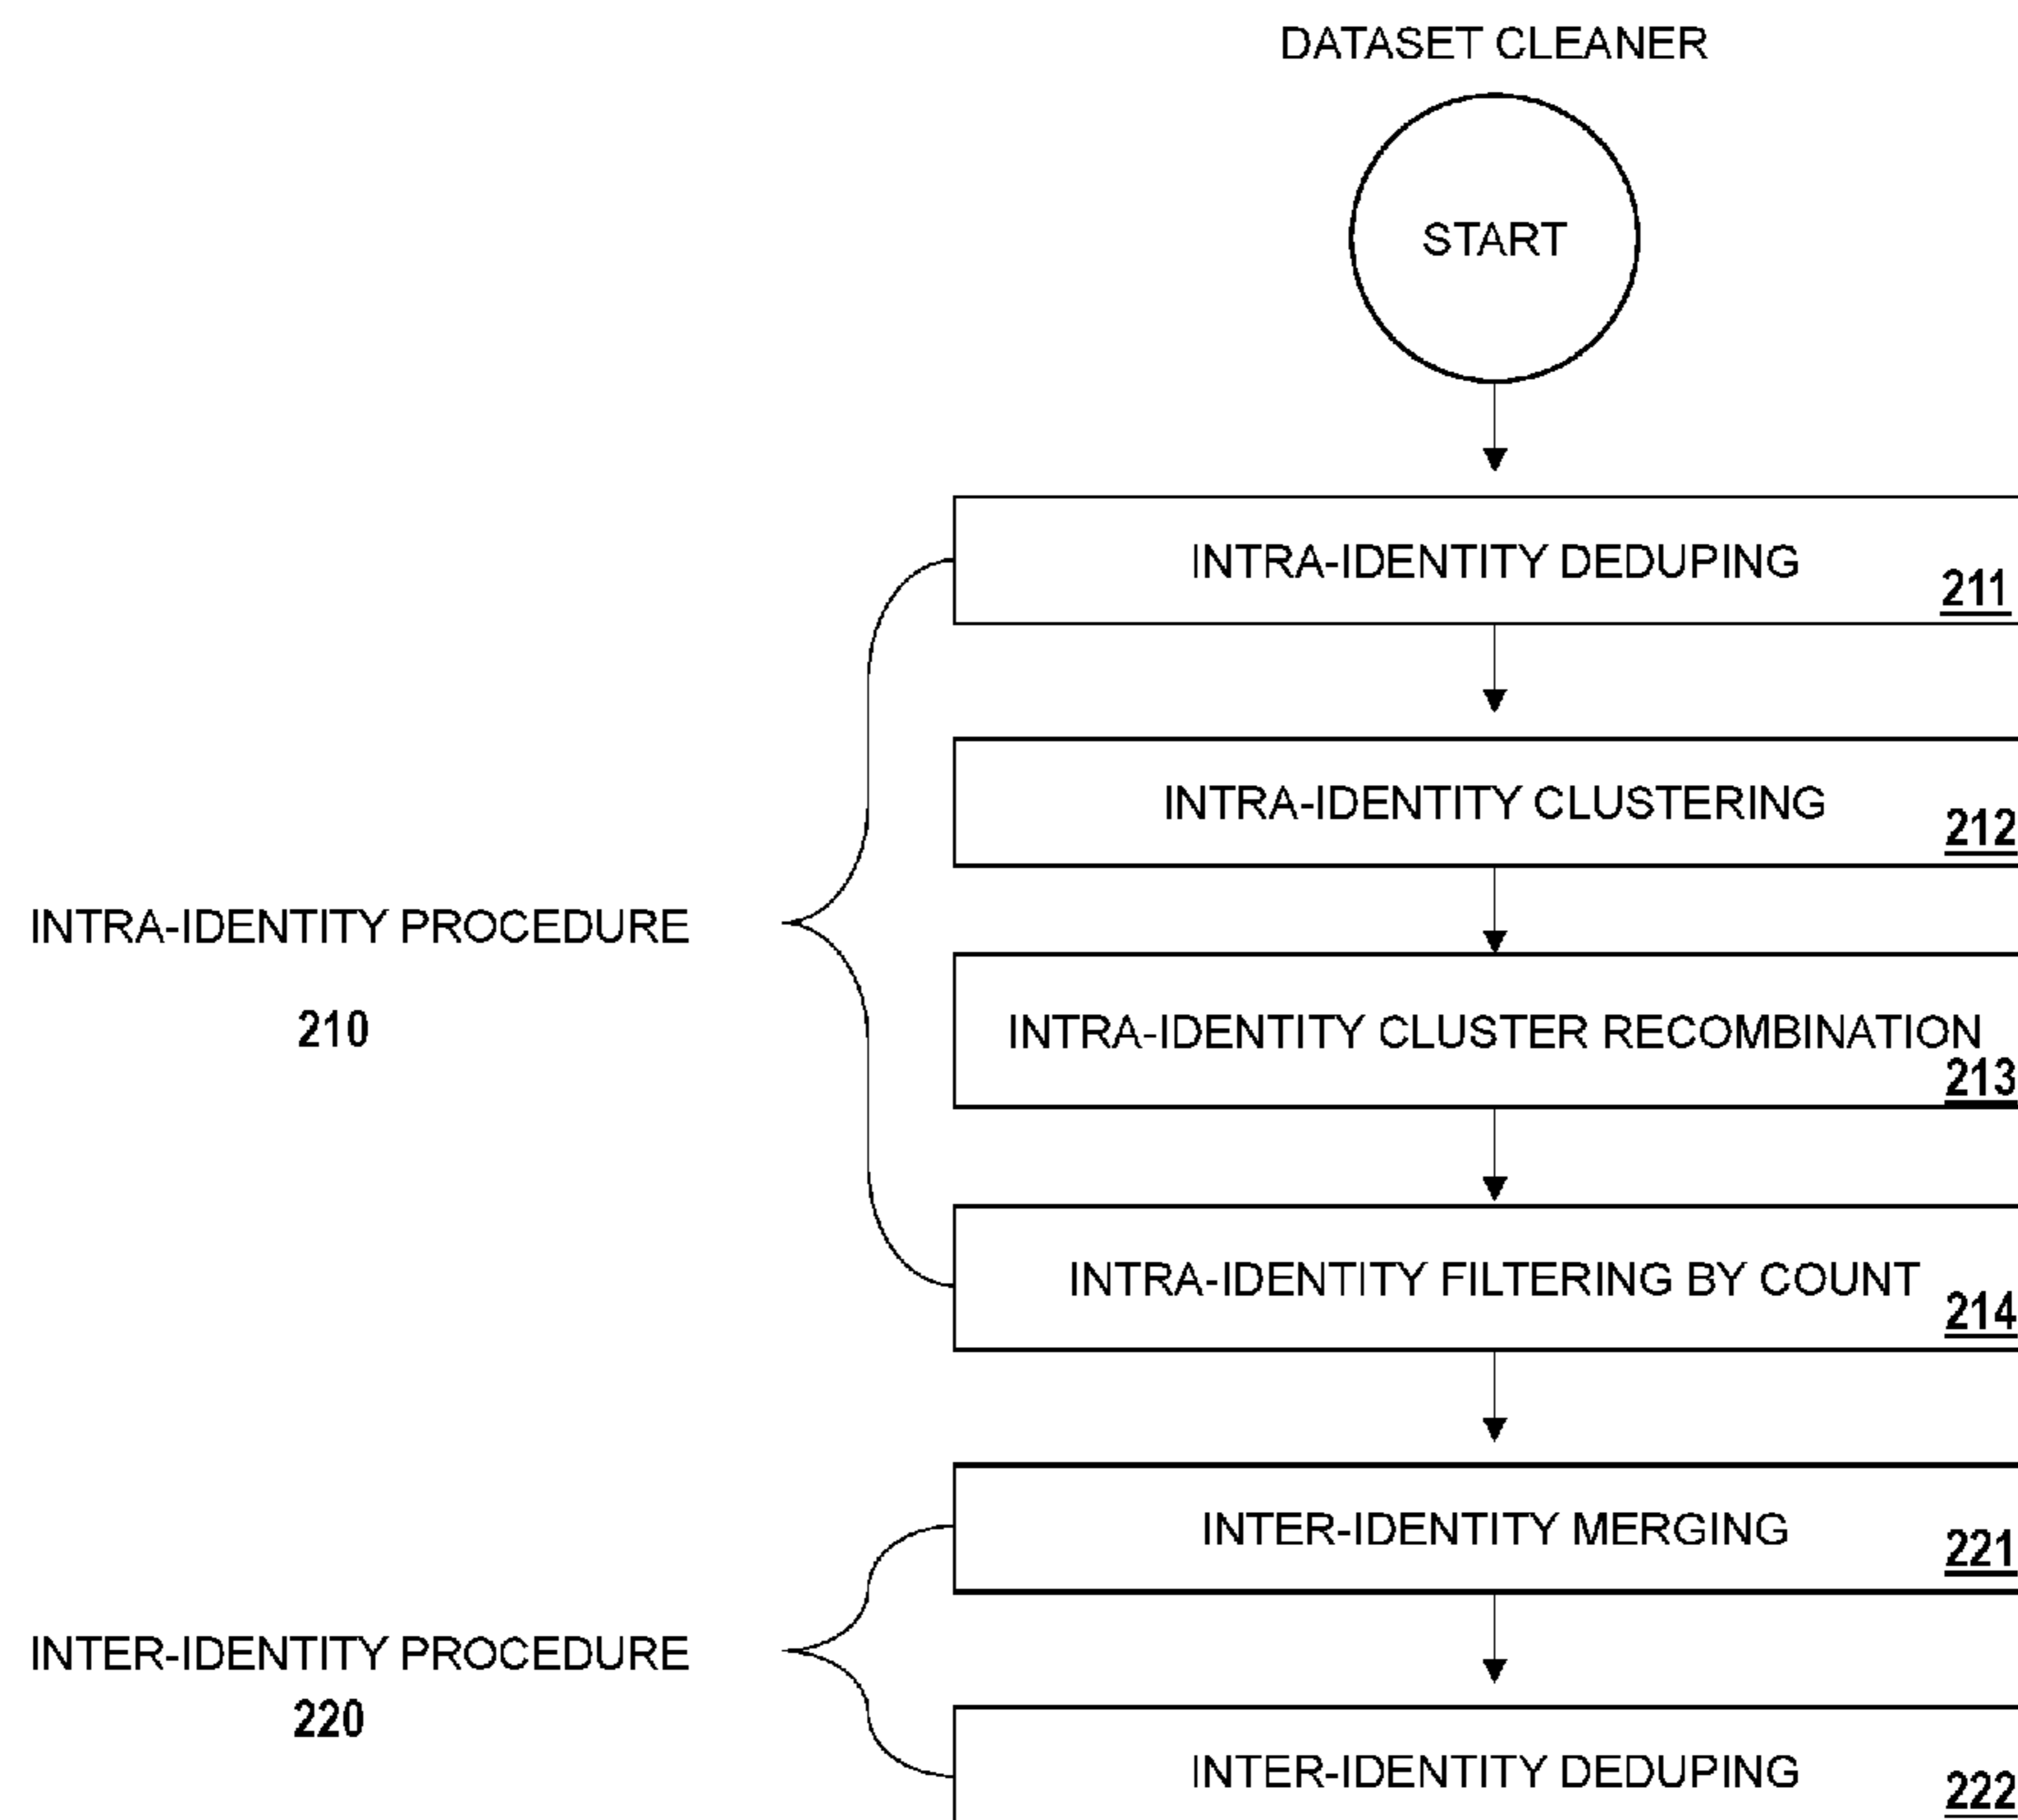 DATASET CLEANER
START
INTRA-IDENTITY DEDUPING
211
INTRA-IDENTITY CLUSTERING
212
INTRA-IDENTITY PROCEDURE
210
INTRA-IDENTITY CLUSTER RECOMBINATION
213
INTRA-IDENTITY FILTERING BY COUNT
214
INTER-IDENTITY MERGING
221
INTER-IDENTITY PROCEDURE
220
INTER-IDENTITY DEDUPING
222